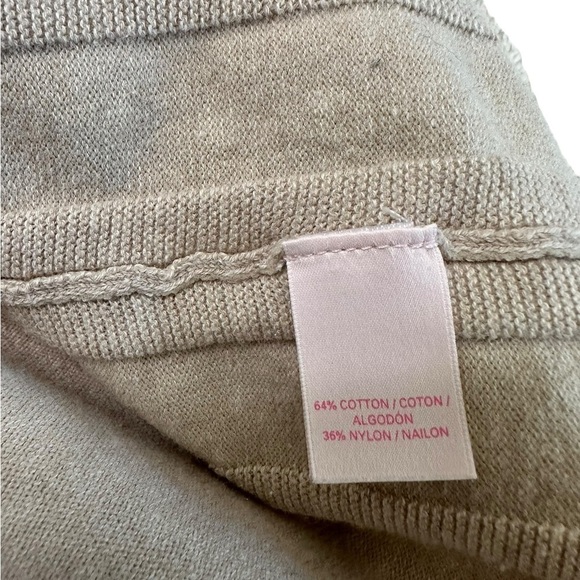 64% COTTON / COTON /
ALGODÓN
36% NYLON / NAILON